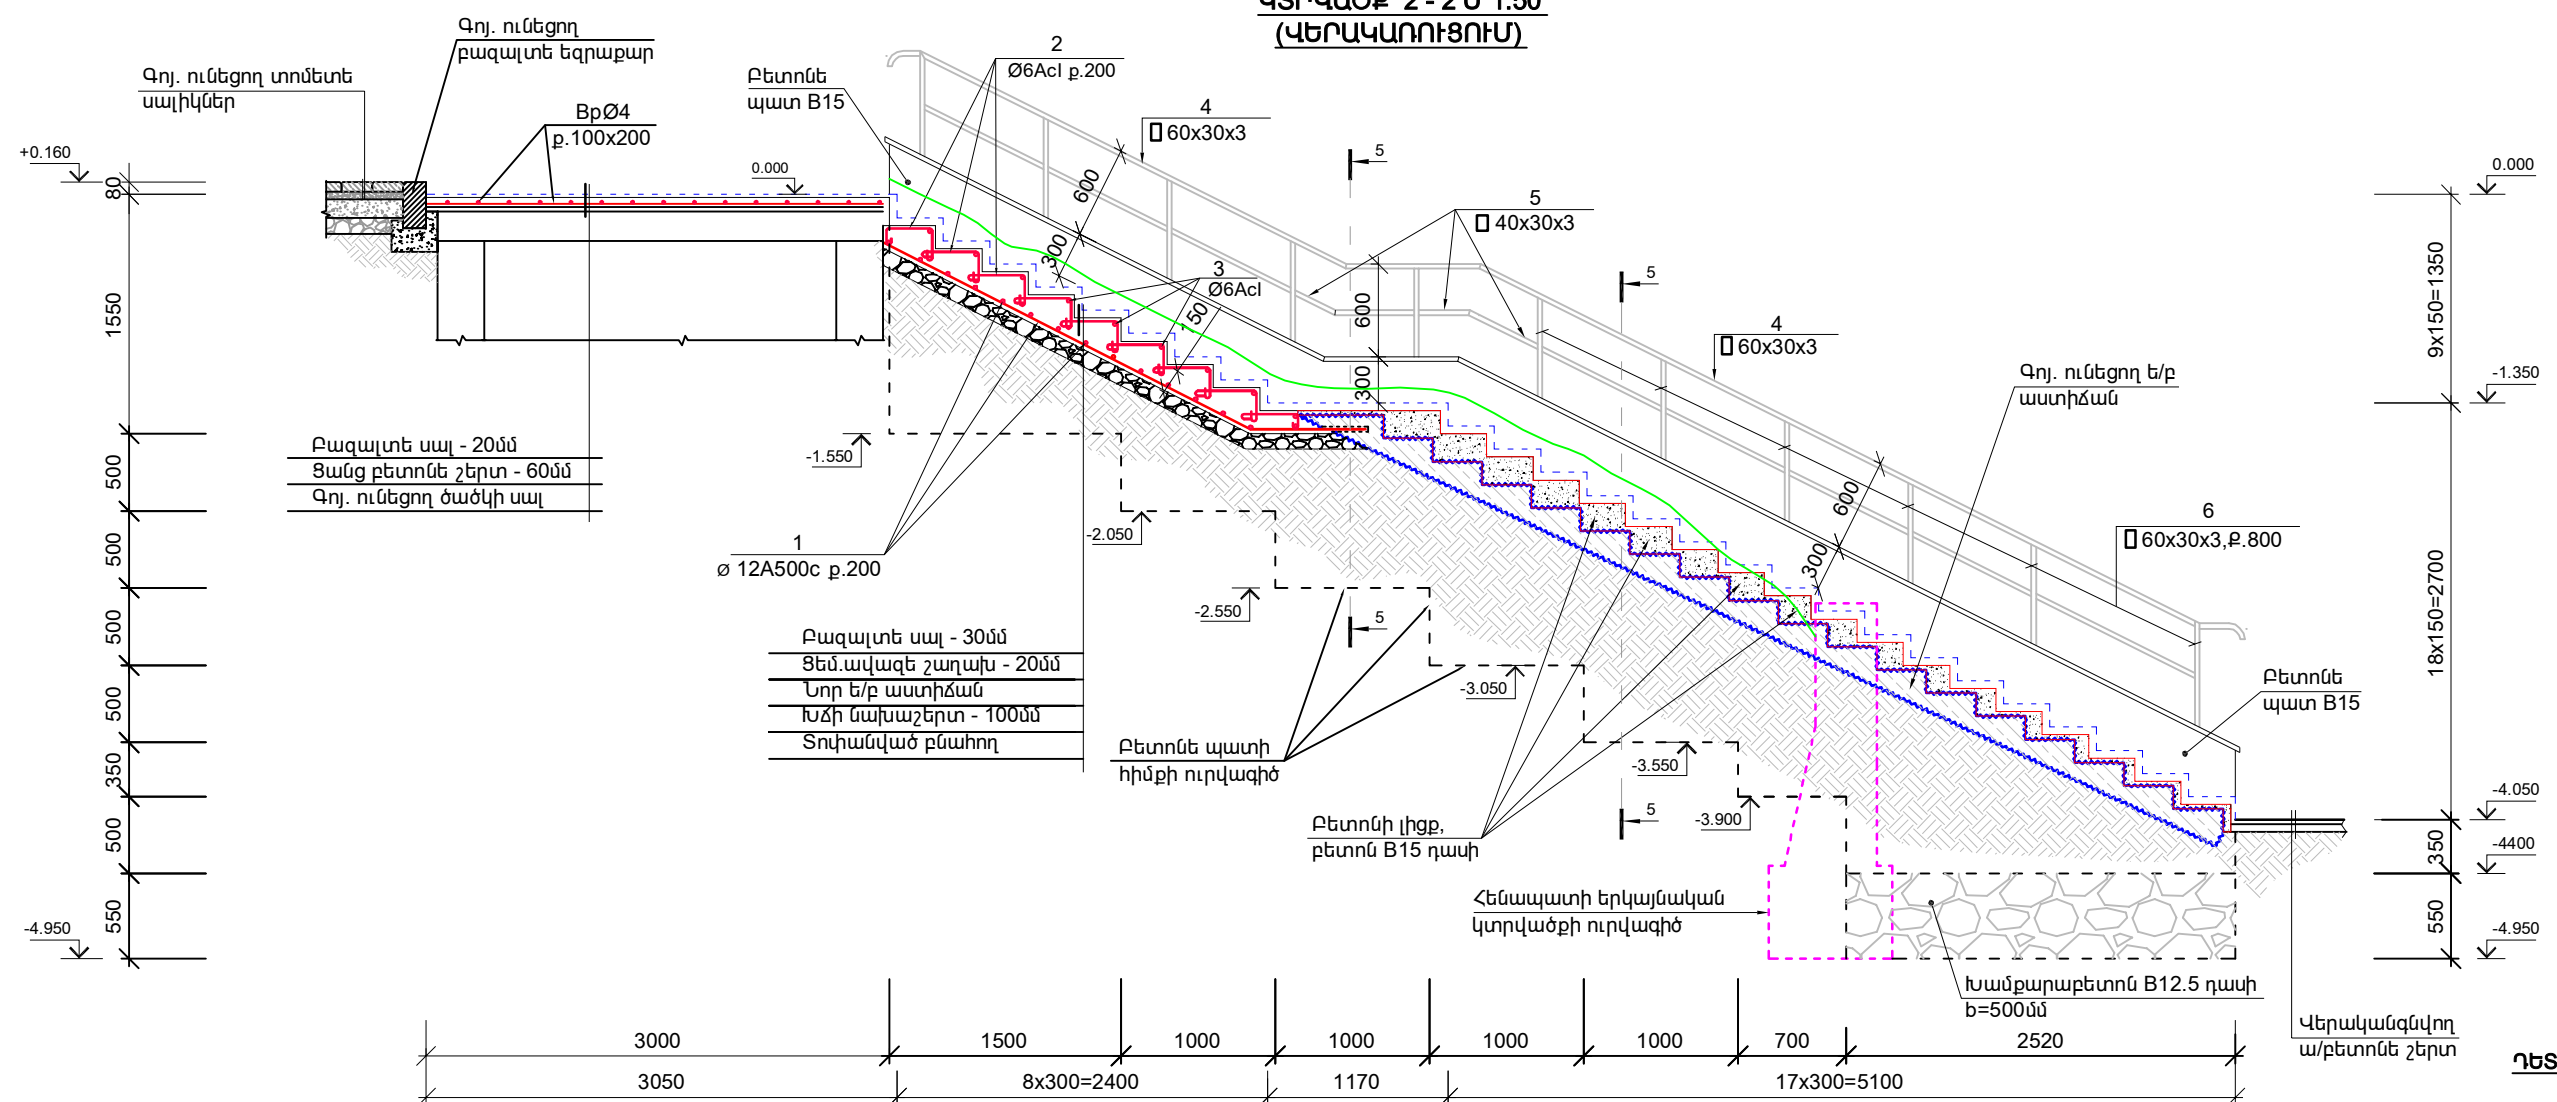 ԿՏՐՎԱԾՔ 2 - 2 Մ 1:50
(ՎԵՐԱԿԱՌՈՒՑՈՒՄ)
Գոյ. ունեցող
բազալտե եզրաքար
Գոյ. ունեցող տոմետե
սալիկներ
BpØ4
ք.100x200
Բետոնե
պատ B15
2
Ø6AcI ք.200
4
60x30x3
5
5
40x30x3
3
Ø6AcI
5
4
60x30x3
+0.160
0.000
0.000
80
1550
500
500
500
500
350
500
550
-4.950
600
300
150
600
300
600
300
9x150=1350
-1.350
18x150=2700
-4.050
350
-4400
550
-4.950
Գոյ. ունեցող ե/բ
աստիճան
6
60x30x3,Ք.800
Բազալտե սալ - 20մմ
Ցանց բետոնե շերտ - 60մմ
Գոյ. ունեցող ծածկի սալ
1
Ø 12A500c ք.200
-1.550
-2.050
-2.550
-3.050
-3.550
-3.900
5
5
Բազալտե սալ - 30մմ
Ցեմ.ավազե շաղախ - 20մմ
Նոր ե/բ աստիճան
Խճի նախաշերտ - 100մմ
Տոփանված բնահող
Բետոնե պատի
հիմքի ուրվագիծ
Բետոնի լիցք,
բետոն B15 դասի
Հենապատի երկայնական
կտրվածքի ուրվագիծ
Բետոնե
պատ B15
Խամքարաբետոն B12.5 դասի
b=500մմ
Վերականգնվող
ա/բետոնե շերտ
ԴԵՏ
3000
1500
1000
1000
1000
1000
700
2520
3050
8x300=2400
1170
17x300=5100